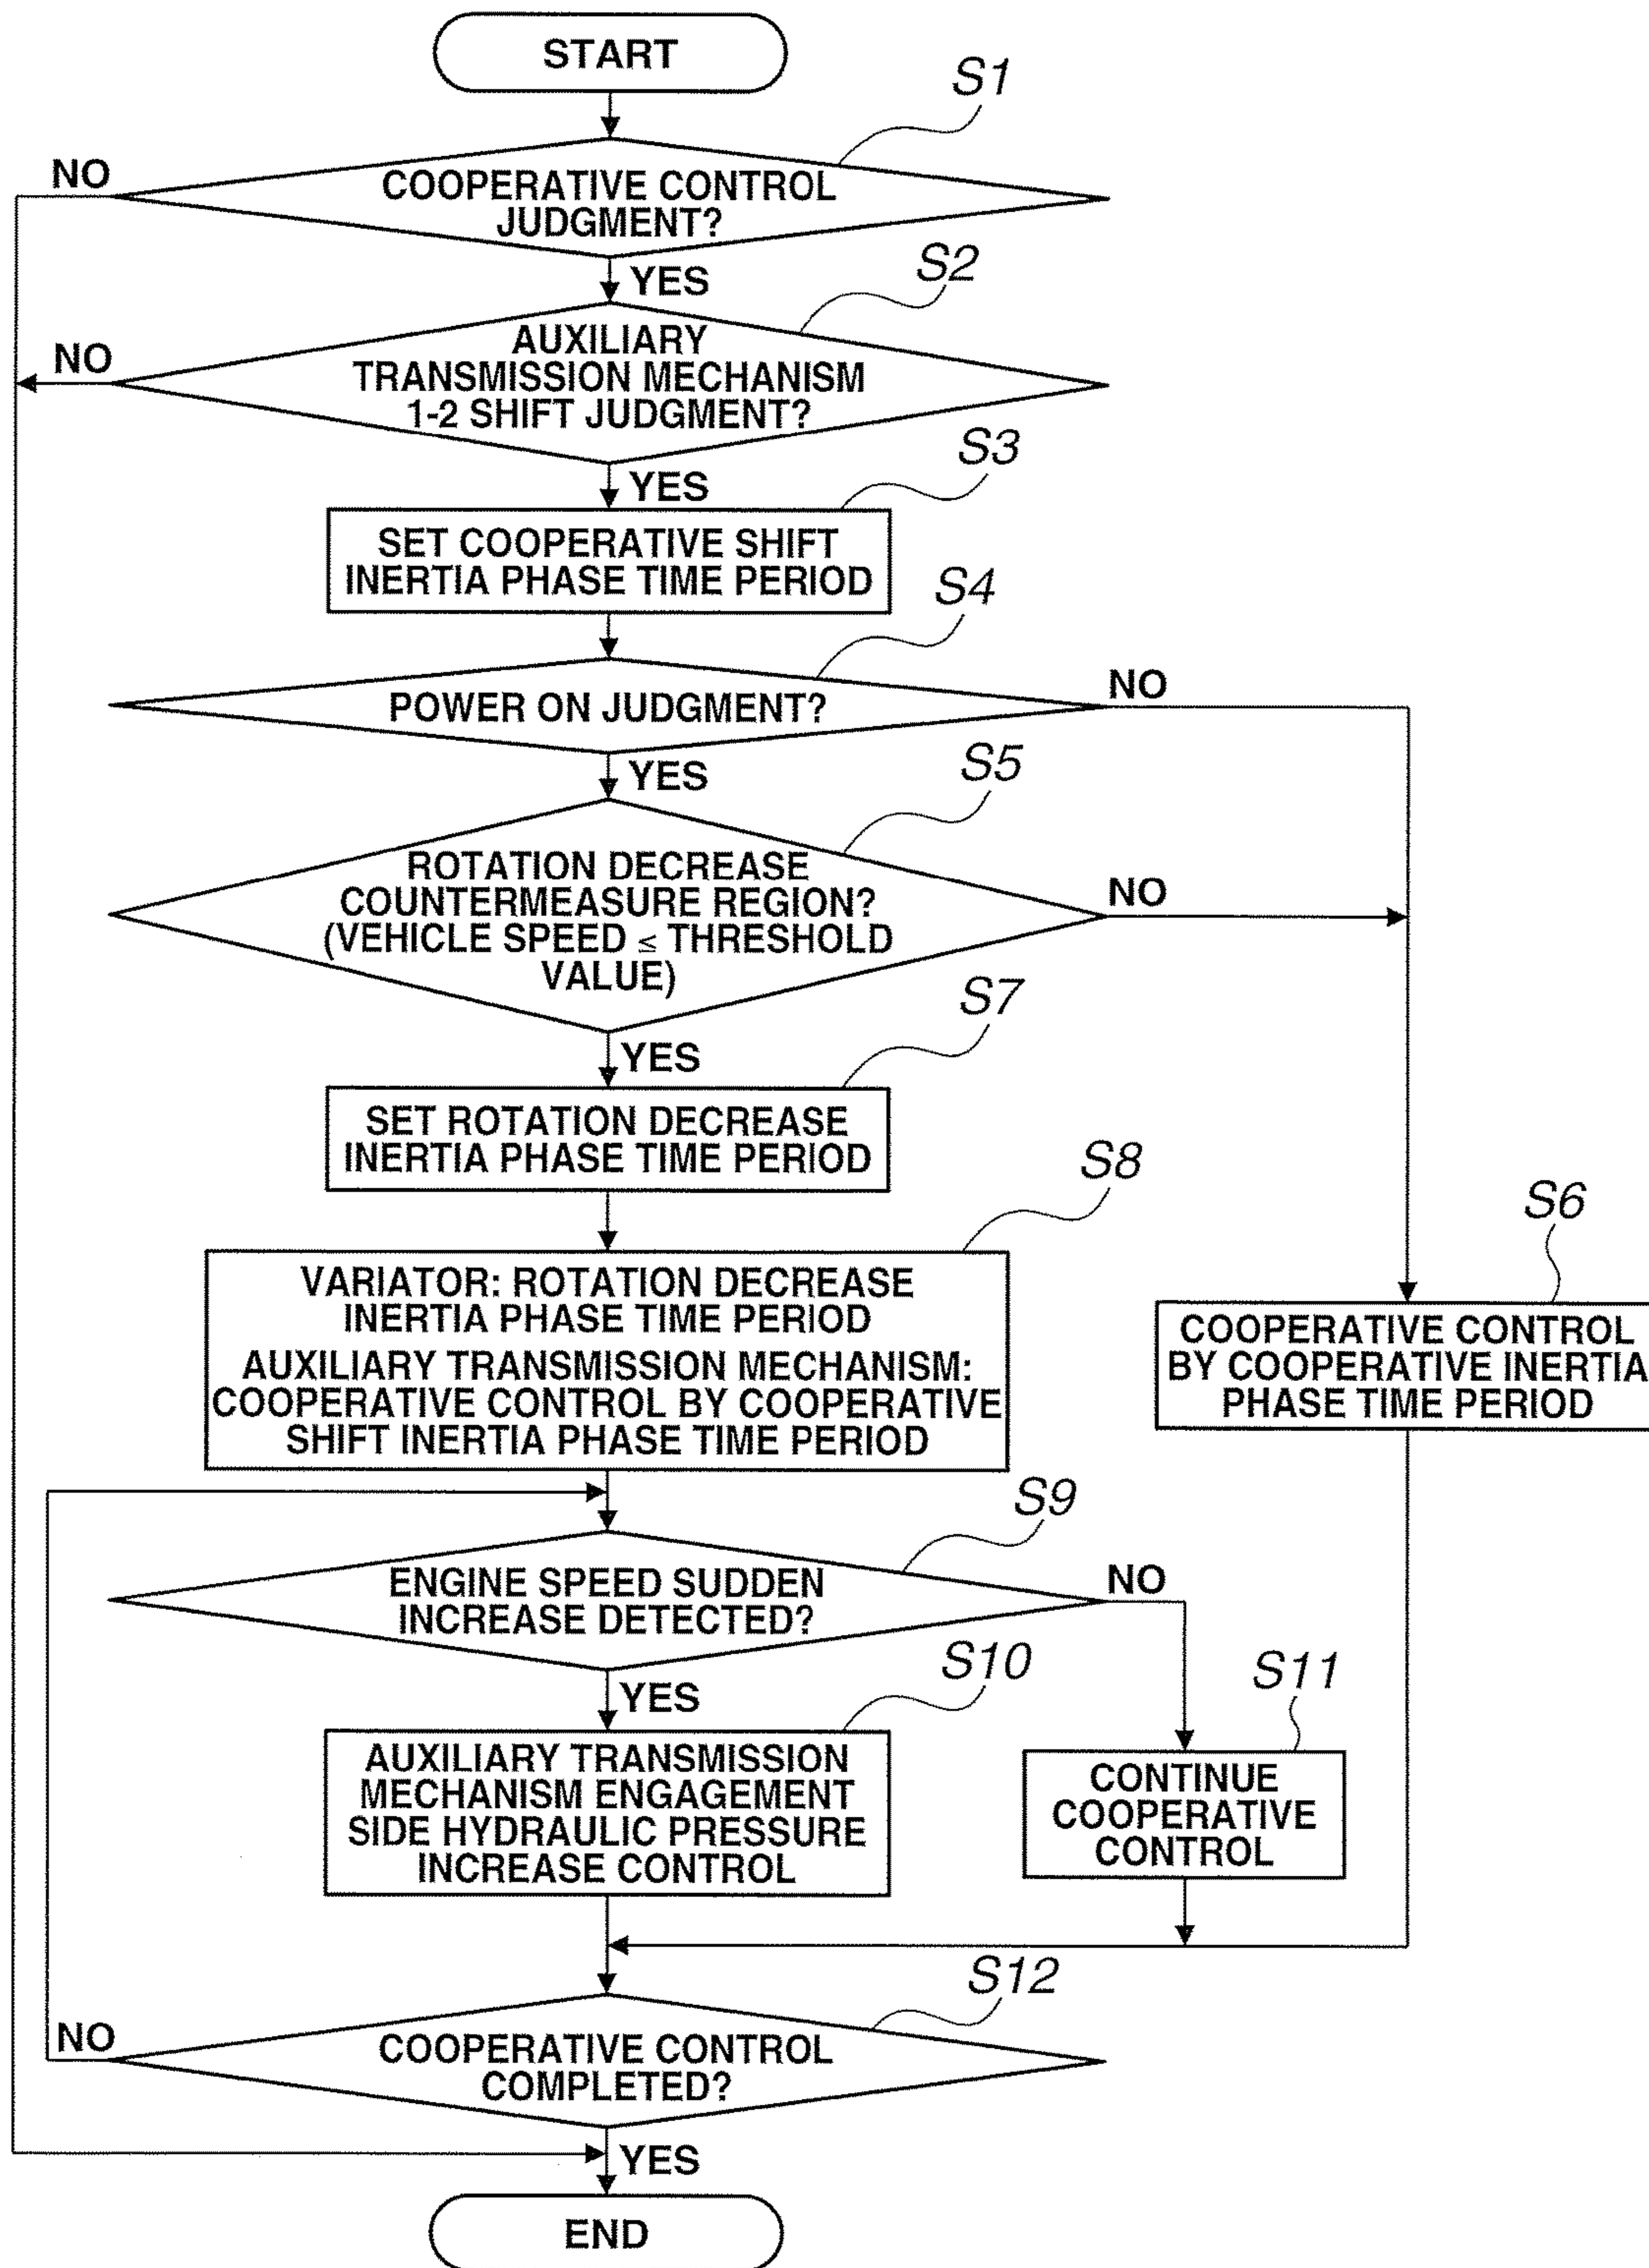 START
S1
NO
COOPERATIVE CONTROL
JUDGMENT?
YES
S2
NO
AUXILIARY
TRANSMISSION MECHANISM
1-2 SHIFT JUDGMENT?
YES
S3
SET COOPERATIVE SHIFT
INERTIA PHASE TIME PERIOD
S4
POWER ON JUDGMENT?
NO
YES
S5
ROTATION DECREASE
COUNTERMEASURE REGION?
(VEHICLE SPEED ≤ THRESHOLD
VALUE)
NO
YES
S7
SET ROTATION DECREASE
INERTIA PHASE TIME PERIOD
S8
VARIATOR: ROTATION DECREASE
INERTIA PHASE TIME PERIOD
AUXILIARY TRANSMISSION MECHANISM:
COOPERATIVE CONTROL BY COOPERATIVE
SHIFT INERTIA PHASE TIME PERIOD
S6
COOPERATIVE CONTROL
BY COOPERATIVE INERTIA
PHASE TIME PERIOD
S9
ENGINE SPEED SUDDEN
INCREASE DETECTED?
NO
YES
S10
AUXILIARY TRANSMISSION
MECHANISM ENGAGEMENT
SIDE HYDRAULIC PRESSURE
INCREASE CONTROL
S11
CONTINUE
COOPERATIVE
CONTROL
S12
NO
COOPERATIVE CONTROL
COMPLETED?
YES
END